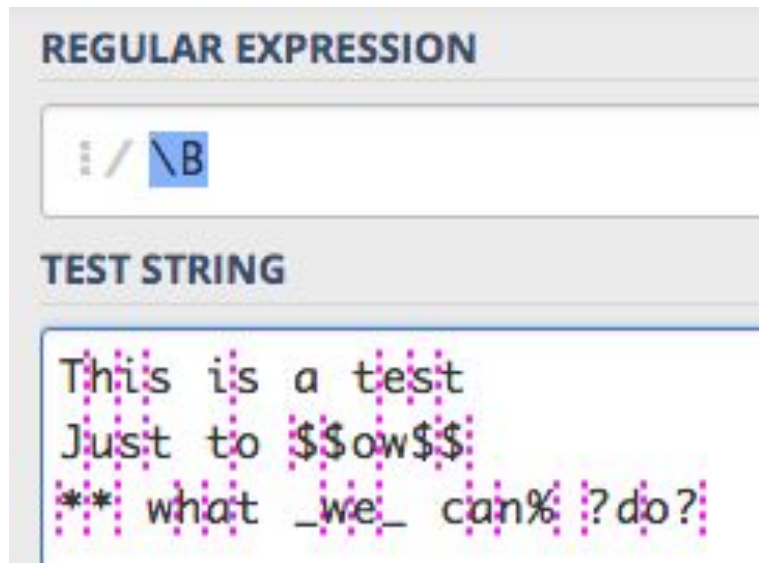 REGULAR EXPRESSION
/ \B
TEST STRING
This is a test
Just to $$ow$$
** what _we_ can% ?do?